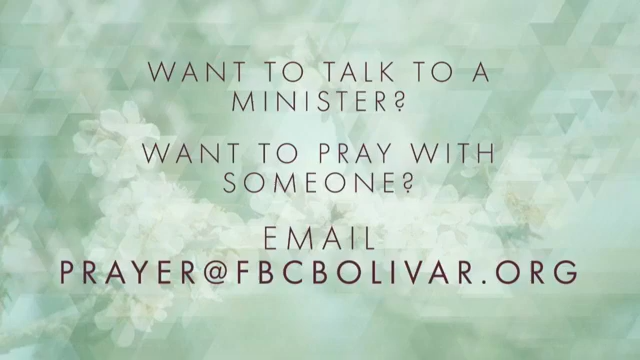 WANT TO TALK TO A
MINISTER?
WANT TO PRAY WITH
SOMEONE?
EMAIL
PRAYER@FBCBOLIVAR.ORG